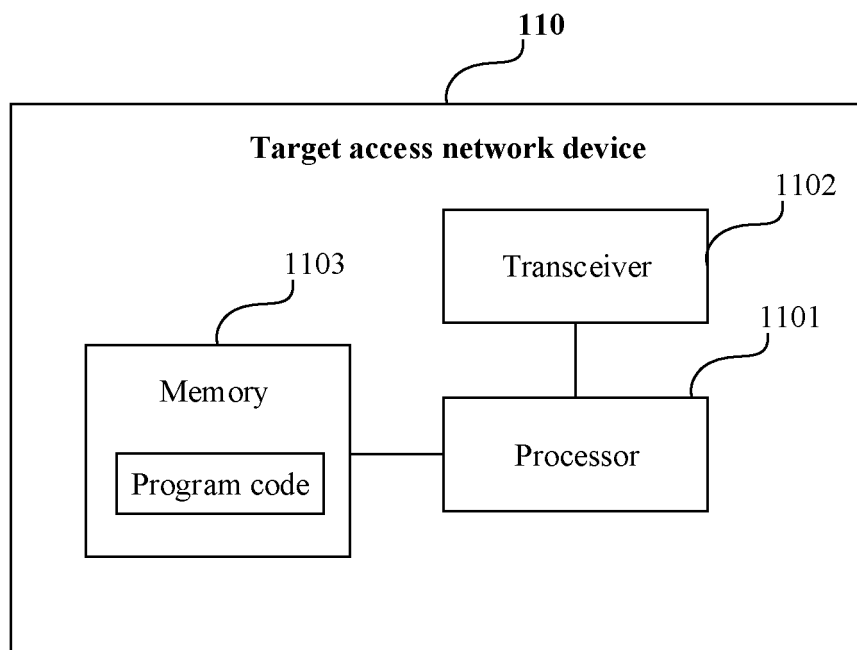 110
Target access network device
1102
Transceiver
1103
1101
Memory
Processor
Program code